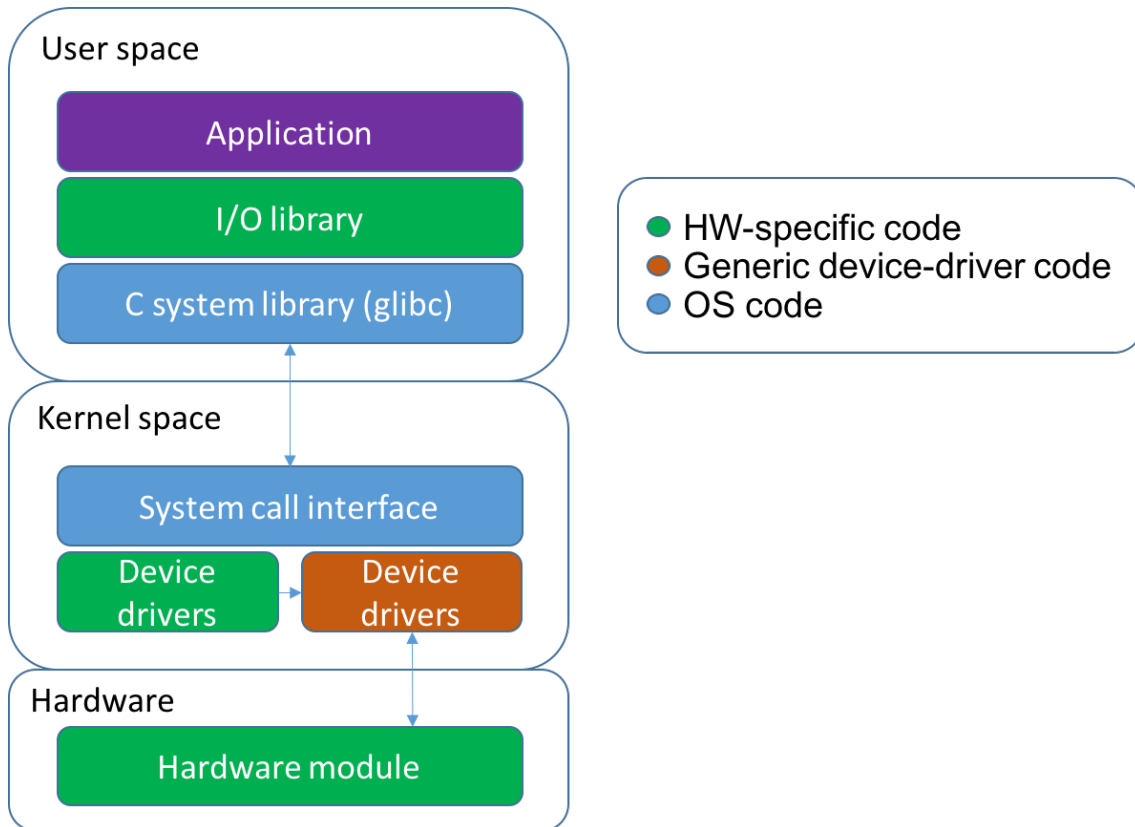 User space
Application
I/O library
C system library (glibc)
Kernel space
System call interface
Device
drivers
Device
drivers
Hardware
Hardware module
HW-specific code
Generic device-driver code
OS code